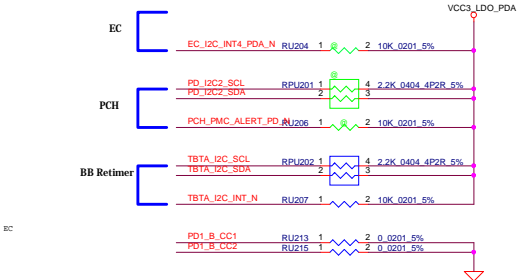 VCC3_LDO_PDA
EC
EC_I2C_INT4_PDA_N RU204 1 @ 2 10K_0201_5%
@
PCH
PD_I2C2_SCL RPU201 1 4 2.2K_0404_4P2R_5%
PD_I2C2_SDA 2 3
PCH_PMC_ALERT_PD_N RU206 1 @ 2 10K_0201_5%
BB Retimer
TBTA_I2C_SCL RPU202 1 4 2.2K_0404_4P2R_5%
TBTA_I2C_SDA 2 3
TBTA_I2C_INT_N RU207 1 2 10K_0201_5%
EC
PD1_B_CC1 RU213 1 2 0_0201_5%
PD1_B_CC2 RU215 1 2 0_0201_5%